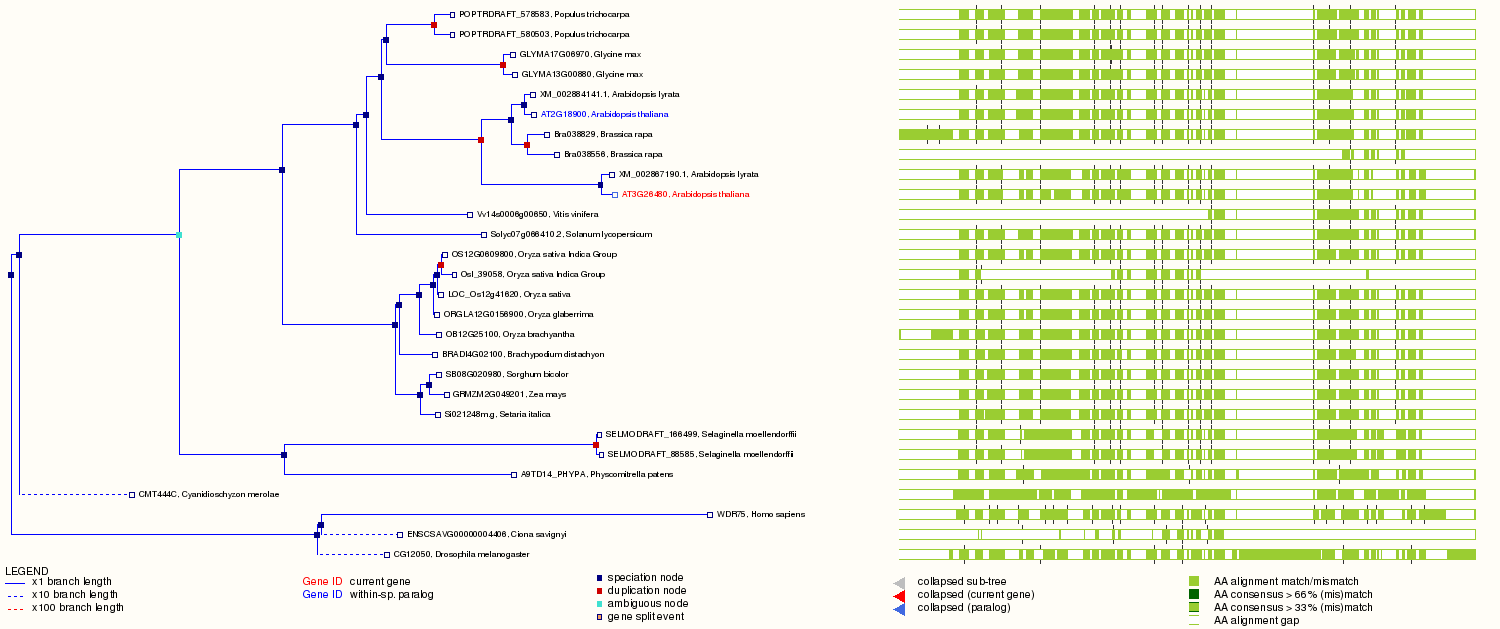 POPTRDRAFT_578583, Populus trichocarpa
POPTRDRAFT_580503, Populus trichocarpa
GLYMA17G06970, Glycine max
GLYMA13G00880, Glycine max
XM_002884141.1, Arabidopsis lyrata
AT2G18900, Arabidopsis thaliana
Bra038829, Brassica rapa
Bra038556, Brassica rapa
XM_002867190.1, Arabidopsis lyrata
AT3G26480, Arabidopsis thaliana
Vv14s0006g00650, Vitis vinifera
Solyc07g066410.2, Solanum lycopersicum
OS12G0609800, Oryza sativa Indica Group
OsI_39058, Oryza sativa Indica Group
LOC_Os12g41620, Oryza sativa
ORGLA12G0156900, Oryza glaberrima
OB12G25100, Oryza brachyantha
BRADI4G02100, Brachypodium distachyon
SB08G020980, Sorghum bicolor
GRMZM2G049201, Zea mays
Si021248m.g, Setaria italica
SELMODRAFT_166499, Selaginella moellendorffii
SELMODRAFT_88585, Selaginella moellendorffii
A9TD14_PHYPA, Physcomitrella patens
CMT444C, Cyanidioschyzon merolae
WDR75, Homo sapiens
ENSCSAVG00000004406, Ciona savignyi
CG12050, Drosophila melanogaster
LEGEND
x1 branch length
x10 branch length
x100 branch length
Gene ID current gene
Gene ID within-sp. paralog
speciation node
duplication node
ambiguous node
gene split event
collapsed sub-tree
collapsed (current gene)
collapsed (paralog)
AA alignment match/mismatch
AA consensus > 66% (mis)match
AA consensus > 33% (mis)match
AA alignment gap